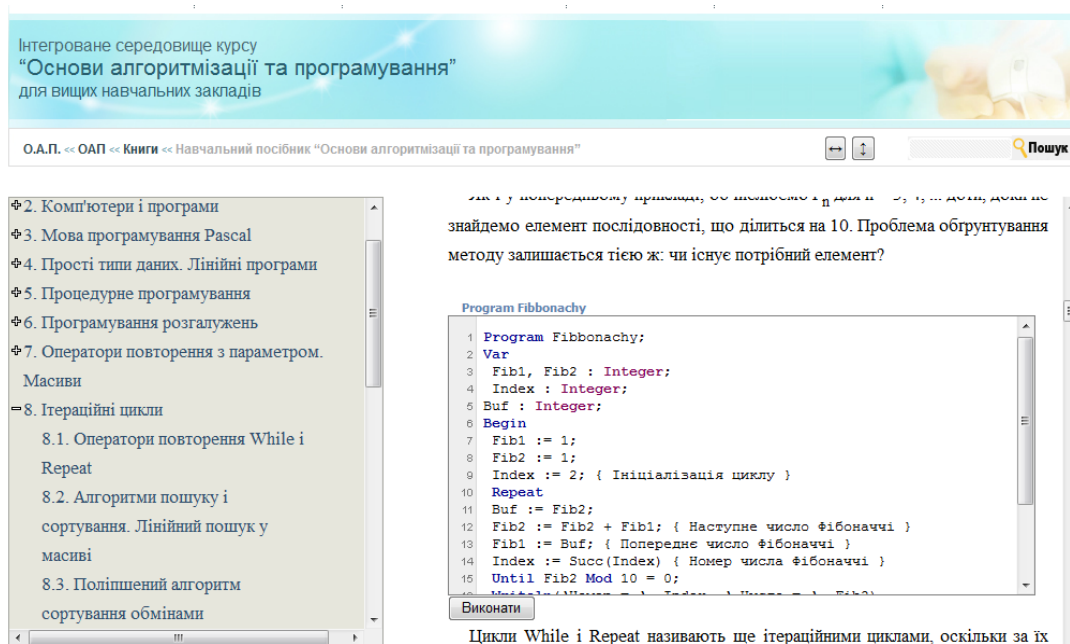 Інтегроване середовище курсу
“Основи алгоритмізації та програмування”
для вищих навчальних закладів
О.А.П. << ОАП << Книги << Навчальний посібник “Основи алгоритмізації та програмування”
Пошук
2. Комп'ютери і програми
3. Мова програмування Pascal
4. Прості типи даних. Лінійні програми
5. Процедурне програмування
6. Програмування розгалужень
7. Оператори повторення з параметром.
Масиви
8. Ітераційні цикли
8.1. Оператори повторення While і
Repeat
8.2. Алгоритми пошуку і
сортування. Лінійний пошук у
масиві
8.3. Поліпшений алгоритм
сортування обмінами
знайдемо елемент послідовності, що ділиться на 10. Проблема обґрунтування
методу залишається тією ж: чи існує потрібний елемент?
Program Fibbonachy
1 Program Fibbonachy;
2 Var
3 Fib1, Fib2 : Integer;
4 Index : Integer;
5 Buf : Integer;
6 Begin
7 Fib1 := 1;
8 Fib2 := 1;
9 Index := 2; { Ініціалізація циклу }
10 Repeat
11 Buf := Fib2;
12 Fib2 := Fib2 + Fib1; { Наступне число Фібоначчі }
13 Fib1 := Buf; { Попереднє число Фібоначчі }
14 Index := Succ(Index) { Номер числа Фібоначчі }
15 Until Fib2 Mod 10 = 0;
Виконати
Цикли While і Repeat називають ще ітераційними циклами, оскільки за їх